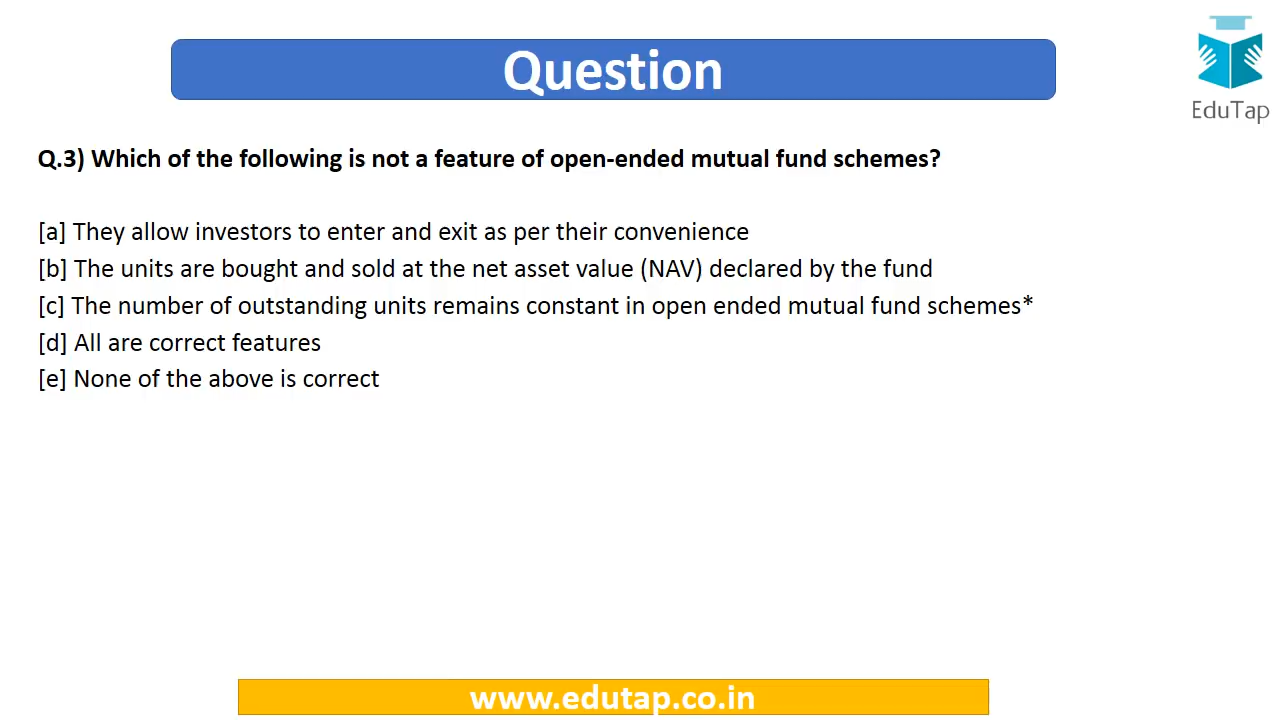 Question
EduTap
Q.3) Which of the following is not a feature of open-ended mutual fund schemes?
[a] They allow investors to enter and exit as per their convenience
[b] The units are bought and sold at the net asset value (NAV) declared by the fund
[c] The number of outstanding units remains constant in open ended mutual fund schemes*
[d] All are correct features
[e] None of the above is correct
www.edutap.co.in